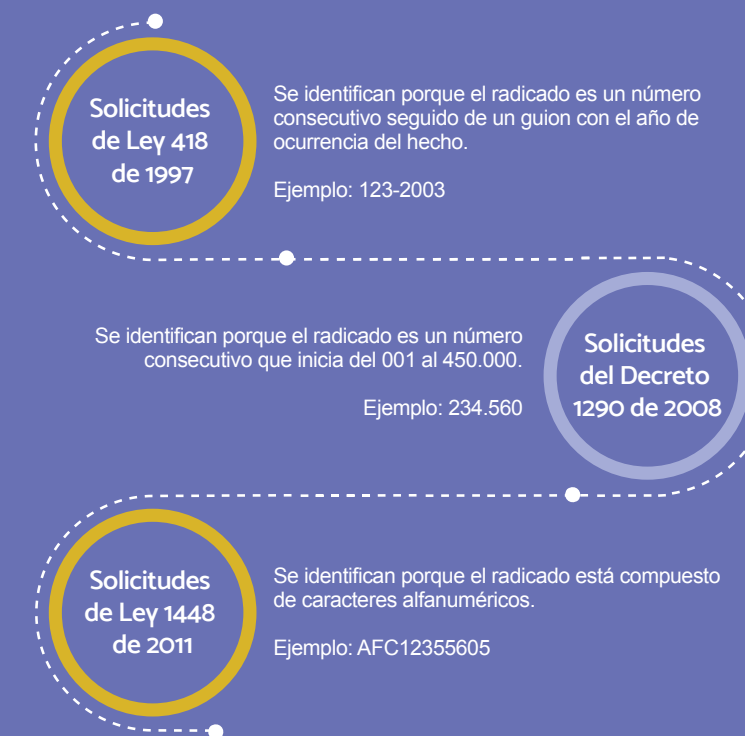 Solicitudes
de Ley 418
de 1997
Se identifican porque el radicado es un número
consecutivo seguido de un guion con el año de
ocurrencia del hecho.
Ejemplo: 123-2003
Se identifican porque el radicado es un número
consecutivo que inicia del 001 al 450.000.
Ejemplo: 234.560
Solicitudes
del Decreto
1290 de 2008
Solicitudes
de Ley 1448
de 2011
Se identifican porque el radicado está compuesto
de caracteres alfanuméricos.
Ejemplo: AFC12355605